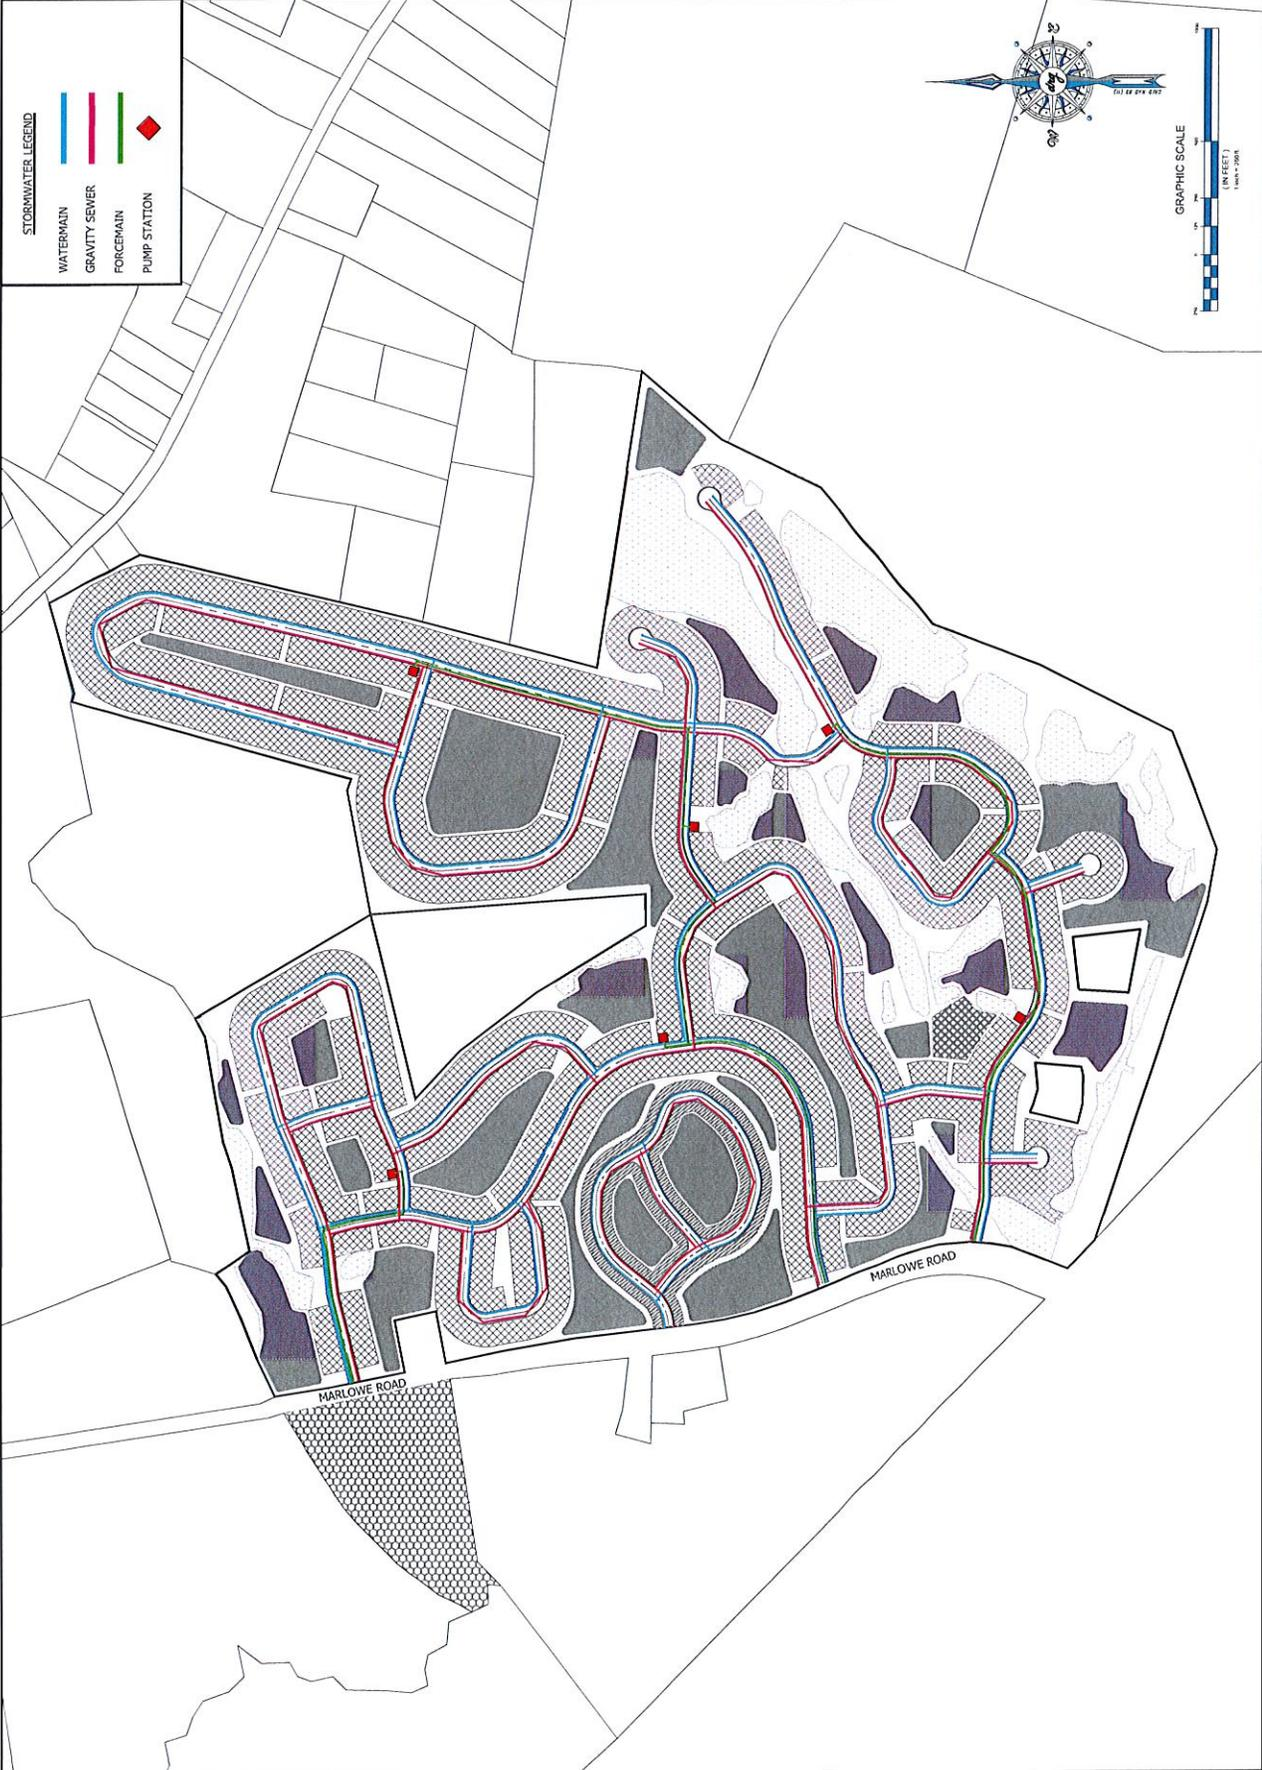 STORMWATER LEGEND
WATERMAIN
GRAVITY SEWER
FORCEMAIN
PUMP STATION
GRAPHIC SCALE
( IN FEET )
MARLOWE ROAD
MARLOWE ROAD